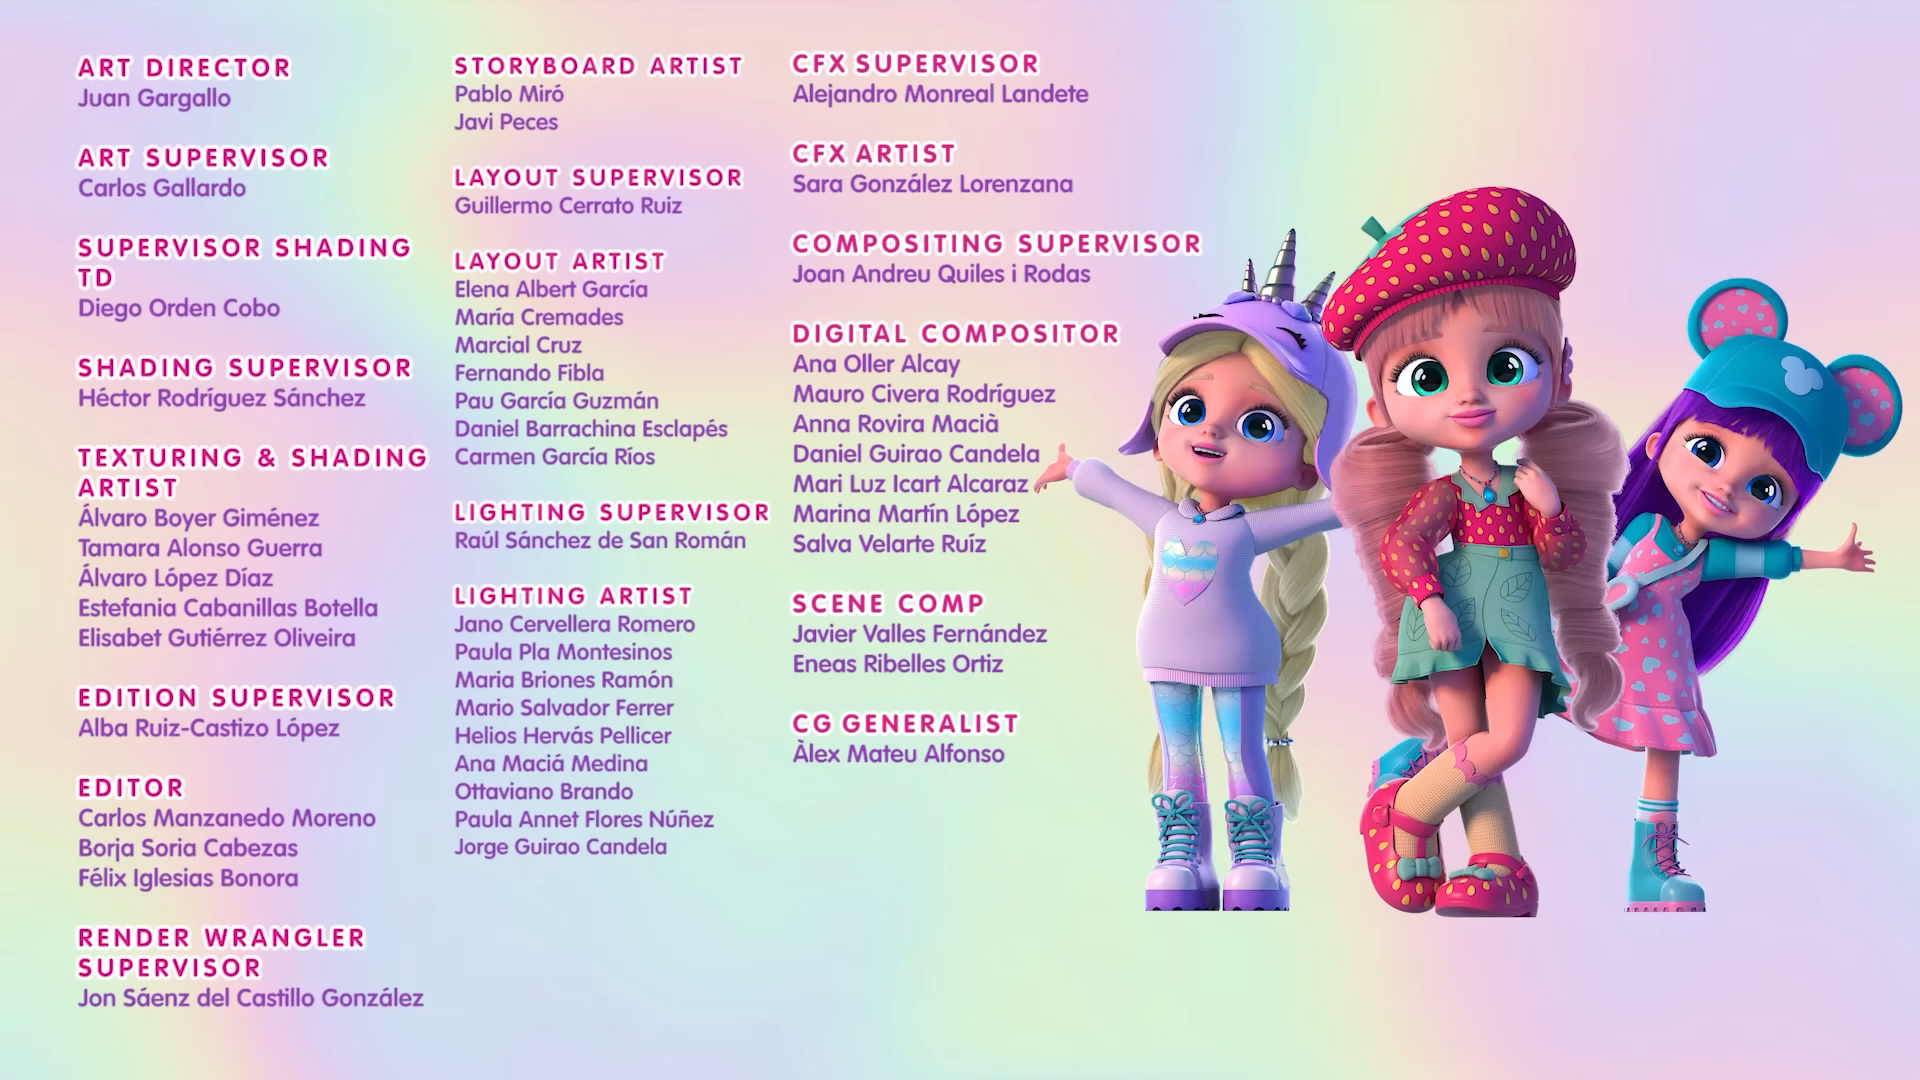 ART DIRECTOR
Juan Gargallo
ART SUPERVISOR
Carlos Gallardo
SUPERVISOR SHADING
TD
Diego Orden Cobo
SHADING SUPERVISOR
Héctor Rodríguez Sánchez
TEXTURING & SHADING
ARTIST
Álvaro Boyer Giménez
Tamara Alonso Guerra
Álvaro López Díaz
Estefania Cabanillas Botella
Elisabet Gutiérrez Oliveira
EDITION SUPERVISOR
Alba Ruiz-Castizo López
EDITOR
Carlos Manzanedo Moreno
Borja Soria Cabezas
Félix Iglesias Bonora
RENDER WRANGLER
SUPERVISOR
Jon Sáenz del Castillo González
STORYBOARD ARTIST
Pablo Miró
Javi Peces
LAYOUT SUPERVISOR
Guillermo Cerrato Ruiz
LAYOUT ARTIST
Elena Albert García
María Cremades
Marcial Cruz
Fernando Fibla
Pau García Guzmán
Daniel Barrachina Esclapés
Carmen García Ríos
LIGHTING SUPERVISOR
Raúl Sánchez de San Román
LIGHTING ARTIST
Jano Cervellera Romero
Paula Pla Montesinos
Maria Briones Ramón
Mario Salvador Ferrer
Helios Hervás Pellicer
Ana Maciá Medina
Ottaviano Brando
Paula Annet Flores Núñez
Jorge Guirao Candela
CFX SUPERVISOR
Alejandro Monreal Landete
CFX ARTIST
Sara González Lorenzana
COMPOSITING SUPERVISOR
Joan Andreu Quiles i Rodas
DIGITAL COMPOSITOR
Ana Oller Alcay
Mauro Civera Rodríguez
Anna Rovira Macià
Daniel Guirao Candela
Mari Luz Icart Alcaraz
Marina Martín López
Salva Velarte Ruíz
SCENE COMP
Javier Valles Fernández
Eneas Ribelles Ortiz
CG GENERALIST
Àlex Mateu Alfonso